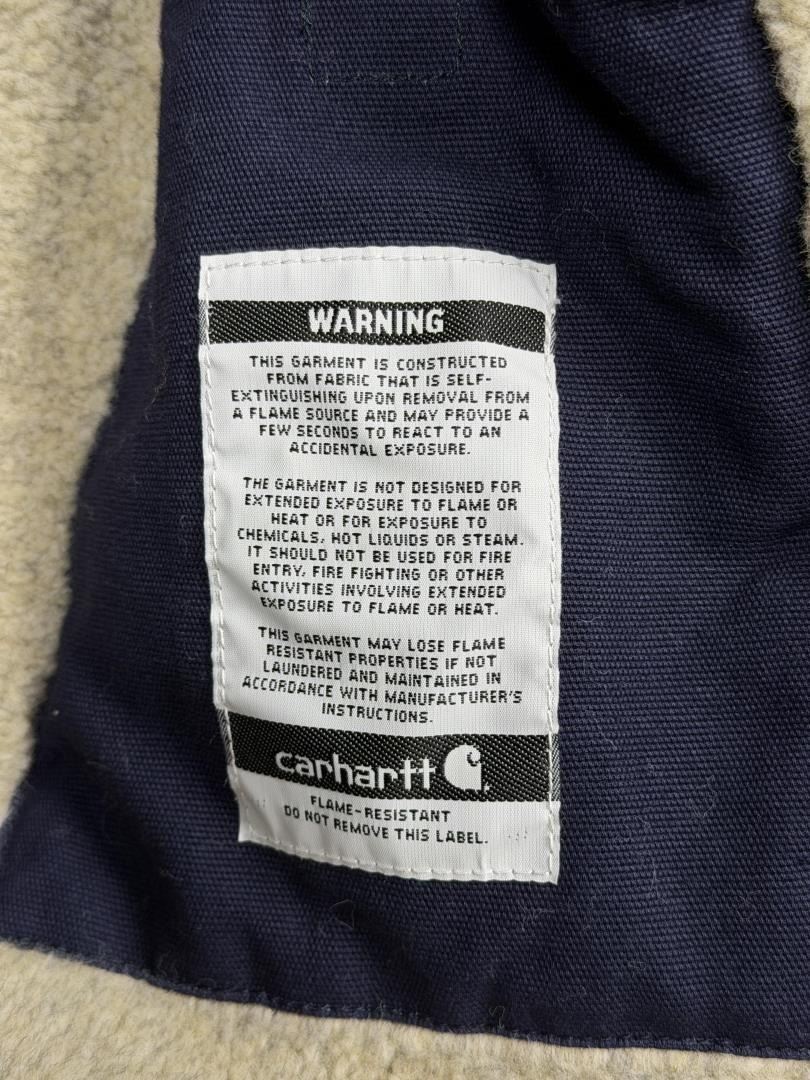 WARNING
THIS GARMENT IS CONSTRUCTED
FROM FABRIC THAT IS SELF-
EXTINGUISHING UPON REMOVAL FROM
A FLAME SOURCE AND MAY PROVIDE A
FEW SECONDS TO REACT TO AN
ACCIDENTAL EXPOSURE.
THE GARMENT IS NOT DESIGNED FOR
EXTENDED EXPOSURE TO FLAME OR
HEAT OR FOR EXPOSURE TO
CHEMICALS, HOT LIQUIDS OR STEAM.
IT SHOULD NOT BE USED FOR FIRE
ENTRY, FIRE FIGHTING OR OTHER
ACTIVITIES INVOLVING EXTENDED
EXPOSURE TO FLAME OR HEAT.
THIS GARMENT MAY LOSE FLAME
RESISTANT PROPERTIES IF NOT
LAUNDERED AND MAINTAINED IN
ACCORDANCE WITH MANUFACTURER'S
INSTRUCTIONS.
carhartt
FLAME-RESISTANT
DO NOT REMOVE THIS LABEL.